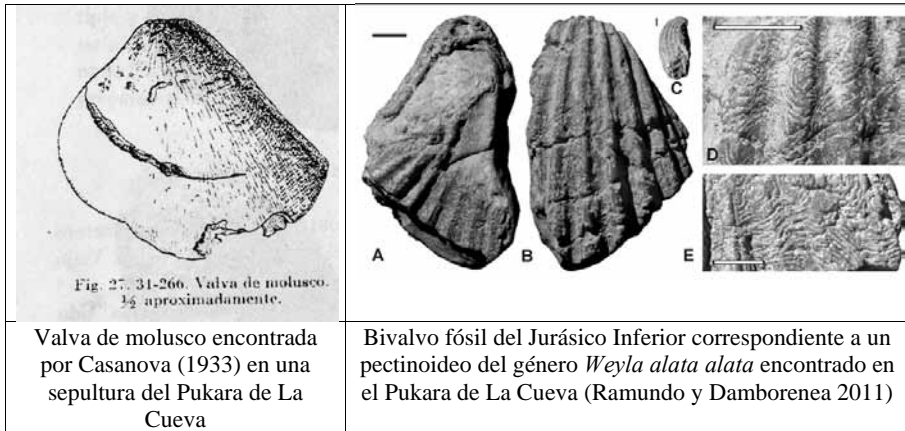 Fig. 27. 31-266. Valva de molusco.
½ aproximadamente.
A
B
C
D
E
Valva de molusco encontrada
por Casanova (1933) en una
sepultura del Pukara de La
Cueva
Bivalvo fósil del Jurásico Inferior correspondiente a un
pectinoideo del género Weyla alata alata encontrado en
el Pukara de La Cueva (Ramundo y Damborenea 2011)